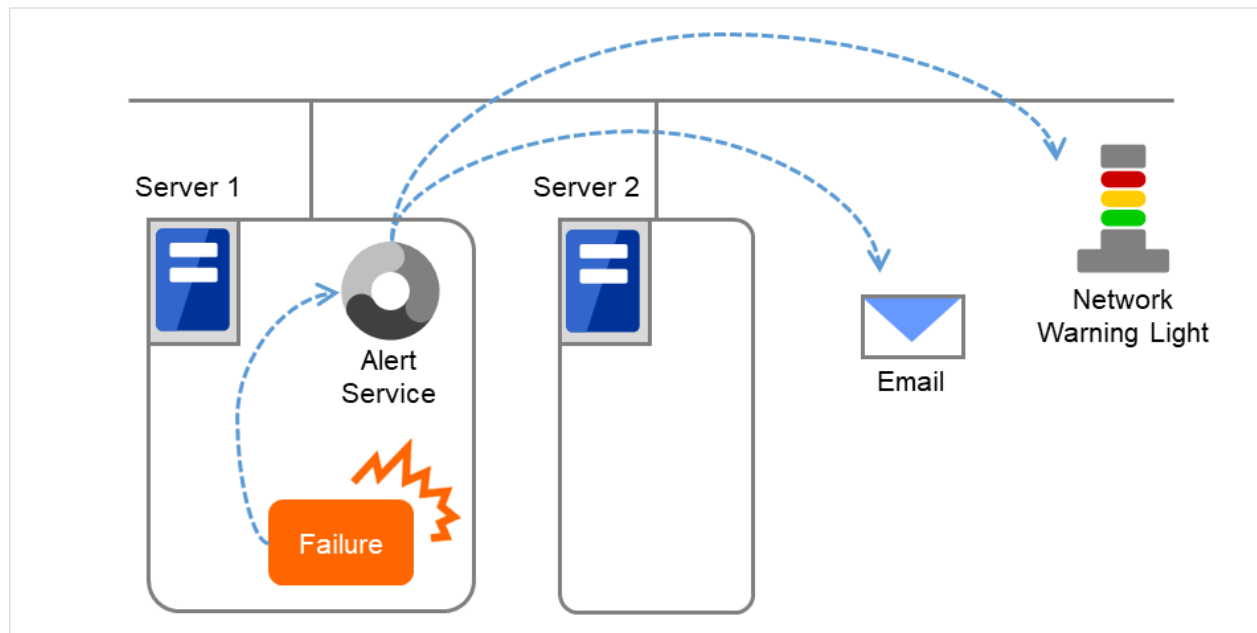 Server 1
Server 2
Alert
Service
Failure
Email
Network
Warning Light